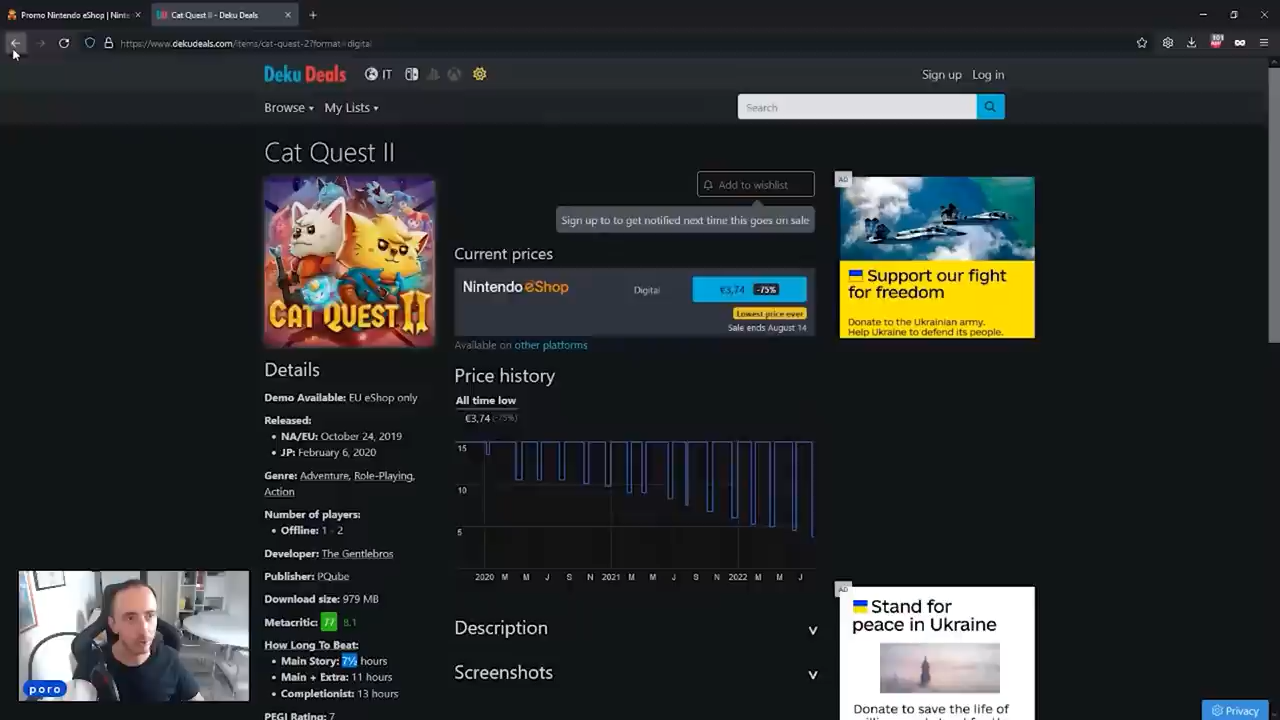 Promo Nintendo eShop | Ninte
Cat Quest II - Deku Deals
https://www.dekudeals.com/items/cat-quest-2?format=digital
101
Deku Deals
IT
Sign up
Log in
Browse
My Lists
Search
Cat Quest II
CAT QUEST II
Add to wishlist
Sign up to to get notified next time this goes on sale
Current prices
Nintendo eShop
Digital
€3,74 -75%
Lowest price ever
Sale ends August 14
Available on other platforms
Price history
All time low
€3,74 (-75%)
15
10
5
2020 M M J S N 2021 M M J S N 2022 M M J
Details
Demo Available: EU eShop only
Released:
NA/EU: October 24, 2019
JP: February 6, 2020
Genre: Adventure, Role-Playing,
Action
Number of players:
Offline: 1 - 2
Developer: The Gentlebros
Publisher: PQube
Download size: 979 MB
Metacritic: 77 8.1
How Long To Beat:
Main Story: 7½ hours
Main + Extra: 11 hours
Completionist: 13 hours
PEGI Rating: 7
Description
Screenshots
AD
Support our fight
for freedom
Donate to the Ukrainian army.
Help Ukraine to defend its people.
AD
Stand for
peace in Ukraine
Donate to save the life of
Privacy
poro